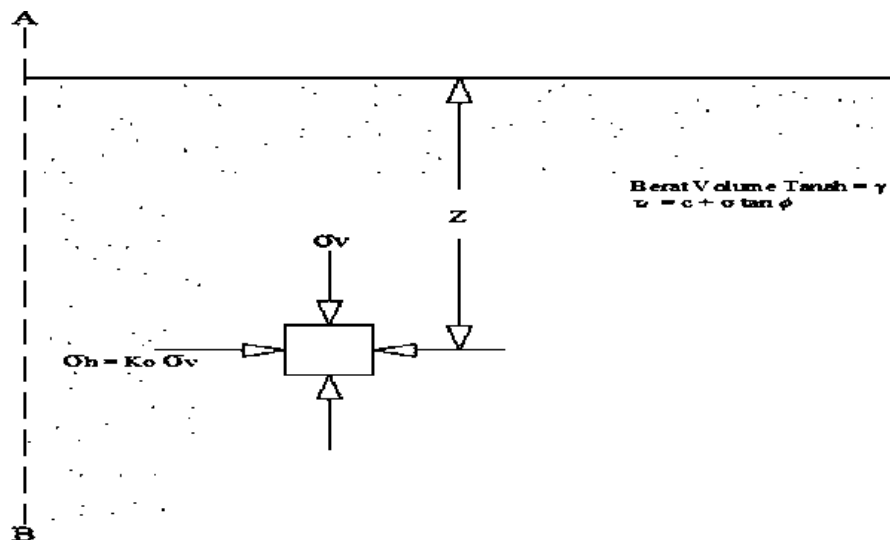 A
Berat Volume Tanah = γ
τ = c + σ tan ϕ
Z
σv
σh = Ko σv
B